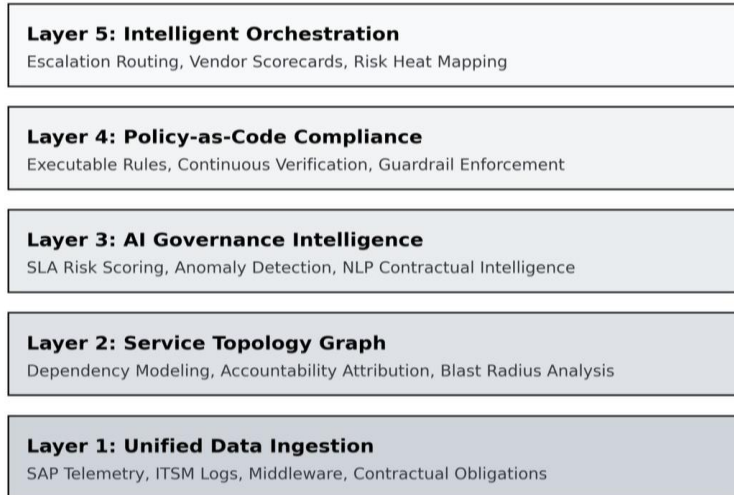 Layer 5: Intelligent Orchestration
Escalation Routing, Vendor Scorecards, Risk Heat Mapping
Layer 4: Policy-as-Code Compliance
Executable Rules, Continuous Verification, Guardrail Enforcement
Layer 3: AI Governance Intelligence
SLA Risk Scoring, Anomaly Detection, NLP Contractual Intelligence
Layer 2: Service Topology Graph
Dependency Modeling, Accountability Attribution, Blast Radius Analysis
Layer 1: Unified Data Ingestion
SAP Telemetry, ITSM Logs, Middleware, Contractual Obligations